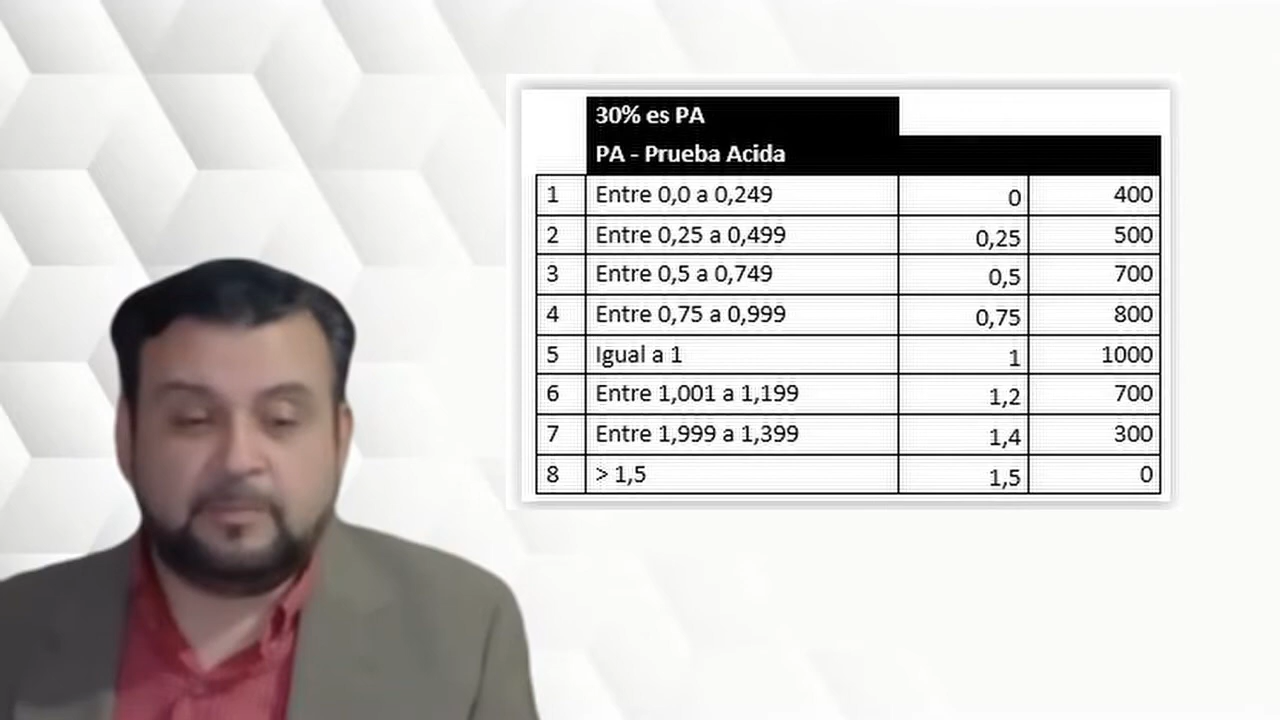 30% es PA
PA - Prueba Acida
1 Entre 0,0 a 0,249 0 400
2 Entre 0,25 a 0,499 0,25 500
3 Entre 0,5 a 0,749 0,5 700
4 Entre 0,75 a 0,999 0,75 800
5 Igual a 1 1 1000
6 Entre 1,001 a 1,199 1,2 700
7 Entre 1,999 a 1,399 1,4 300
8 > 1,5 1,5 0